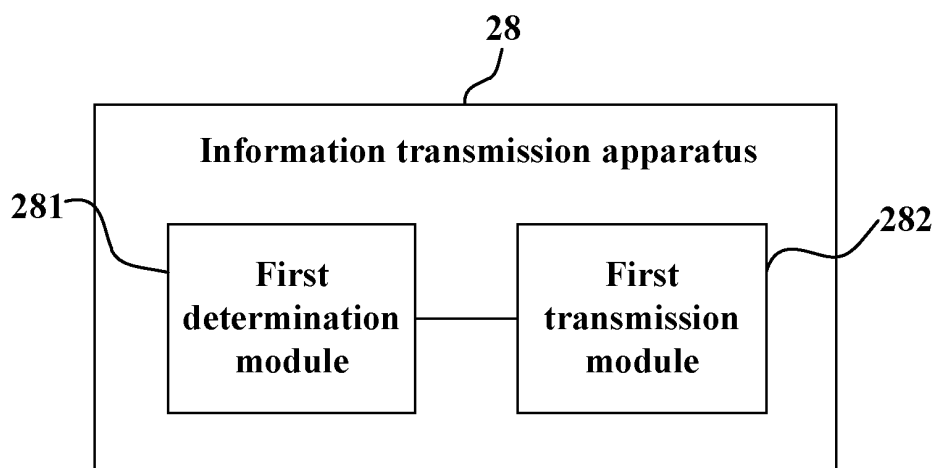 28
Information transmission apparatus
281
282
First
determination
module
First
transmission
module